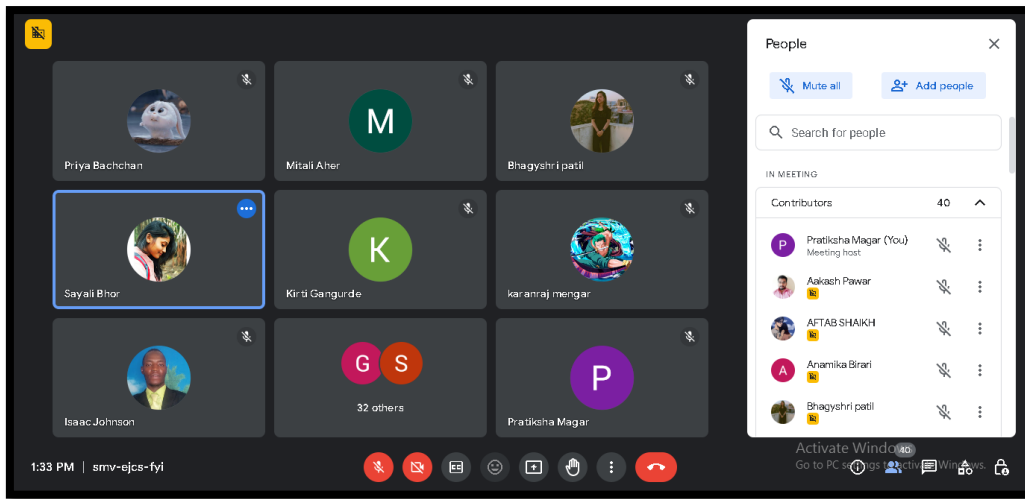 People
Mute all
Add people
Search for people
IN MEETING
Contributors 40
P Pratiksha Magar (You)
Meeting host
Aakash Pawar
AFTAB SHAIKH
A Anamika Birari
Bhagyshri patil
Priya Bachchan
M
Mitali Aher
Bhagyshri patil
Sayali Bhor
K
Kirti Gangurde
karanraj mengar
Isaac Johnson
G S
32 others
P
Pratiksha Magar
1:33 PM | smv-ejcs-fyi
40
Activate Windows
Go to PC settings to activate Windows.